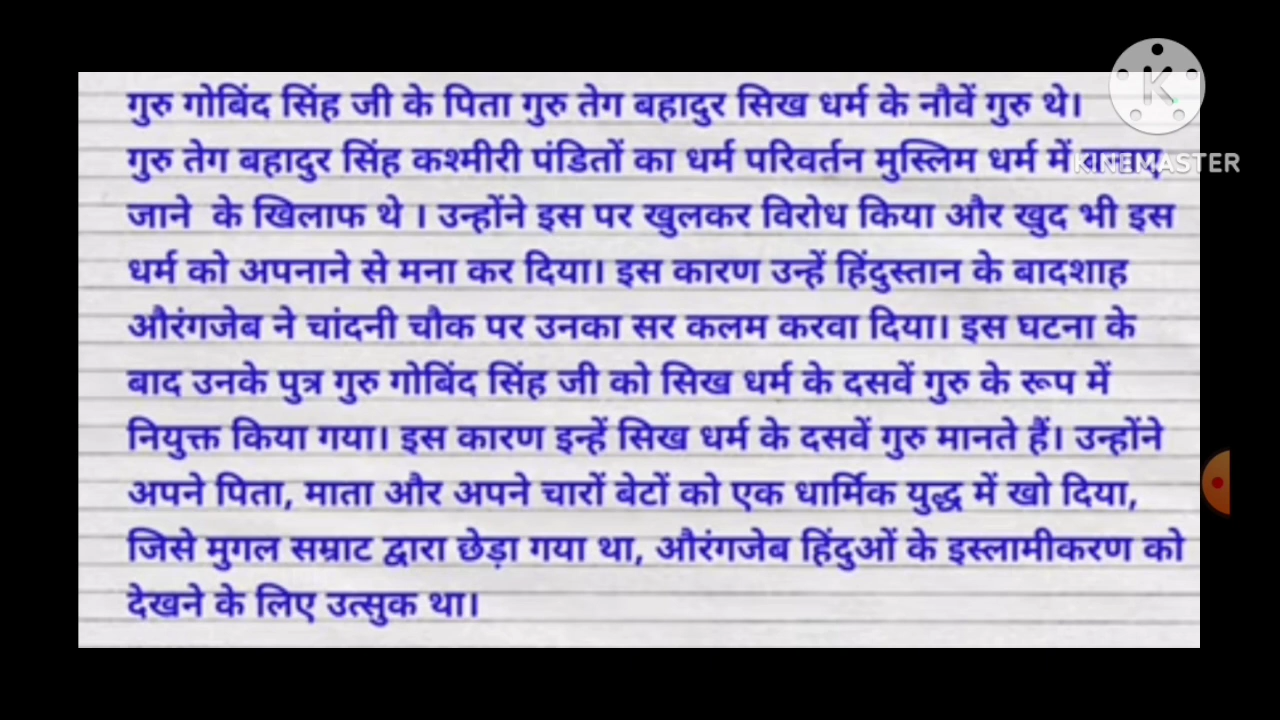 गुरु गोबिंद सिंह जी के पिता गुरु तेग बहादुर सिख धर्म के नौवें गुरु थे।
गुरु तेग बहादुर सिंह कश्मीरी पंडितों का धर्म परिवर्तन मुस्लिम धर्म में
KINEMASTER
जाने के खिलाफ थे । उन्होंने इस पर खुलकर विरोध किया और खुद भी इस
धर्म को अपनाने से मना कर दिया। इस कारण उन्हें हिंदुस्तान के बादशाह
औरंगजेब ने चांदनी चौक पर उनका सर कलम करवा दिया। इस घटना के
बाद उनके पुत्र गुरु गोबिंद सिंह जी को सिख धर्म के दसवें गुरु के रूप में
नियुक्त किया गया। इस कारण इन्हें सिख धर्म के दसवें गुरु मानते हैं। उन्होंने
अपने पिता, माता और अपने चारों बेटों को एक धार्मिक युद्ध में खो दिया,
जिसे मुगल सम्राट द्वारा छेड़ा गया था, औरंगजेब हिंदुओं के इस्लामीकरण को
देखने के लिए उत्सुक था।